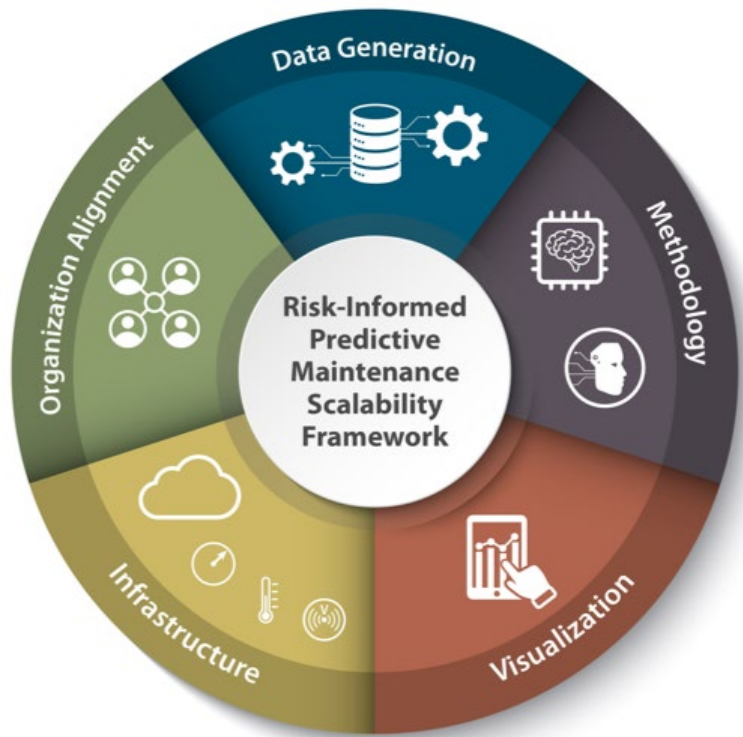 Data Generation
Methodology
Visualization
Infrastructure
Organization Alignment
Risk-Informed
Predictive
Maintenance
Scalability
Framework
V